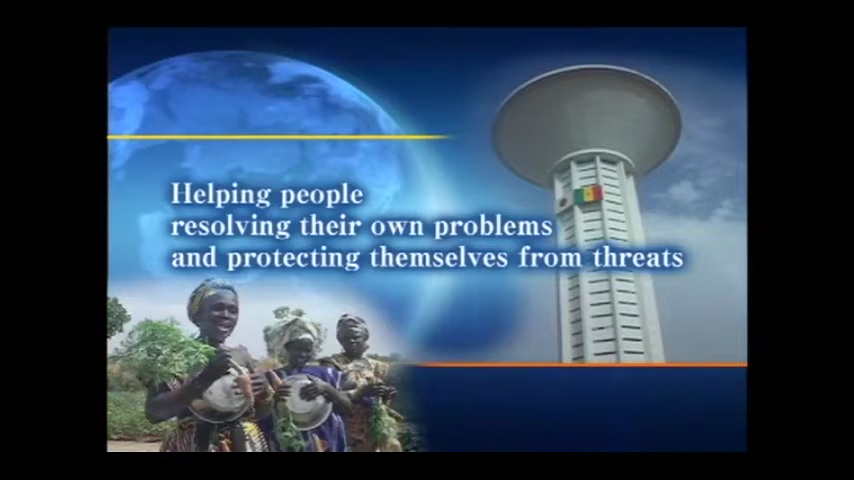 Helping people
resolving their own problems
and protecting themselves from threats